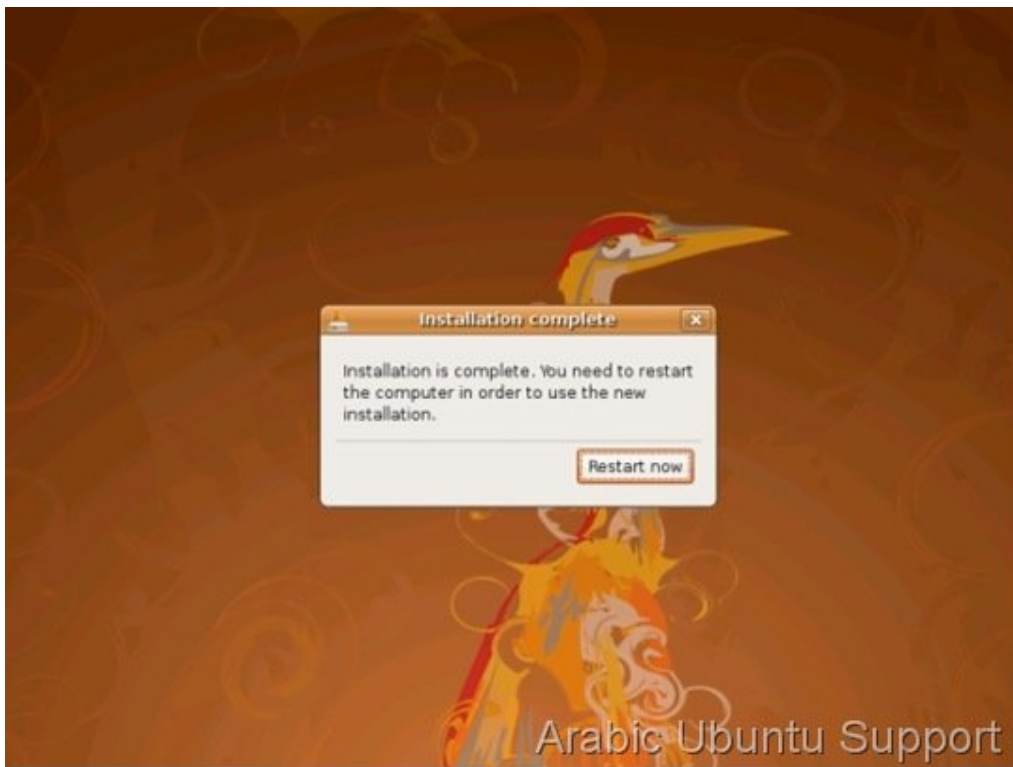 Installation complete
Installation is complete. You need to restart
the computer in order to use the new
installation.
Restart now
Arabic Ubuntu Support